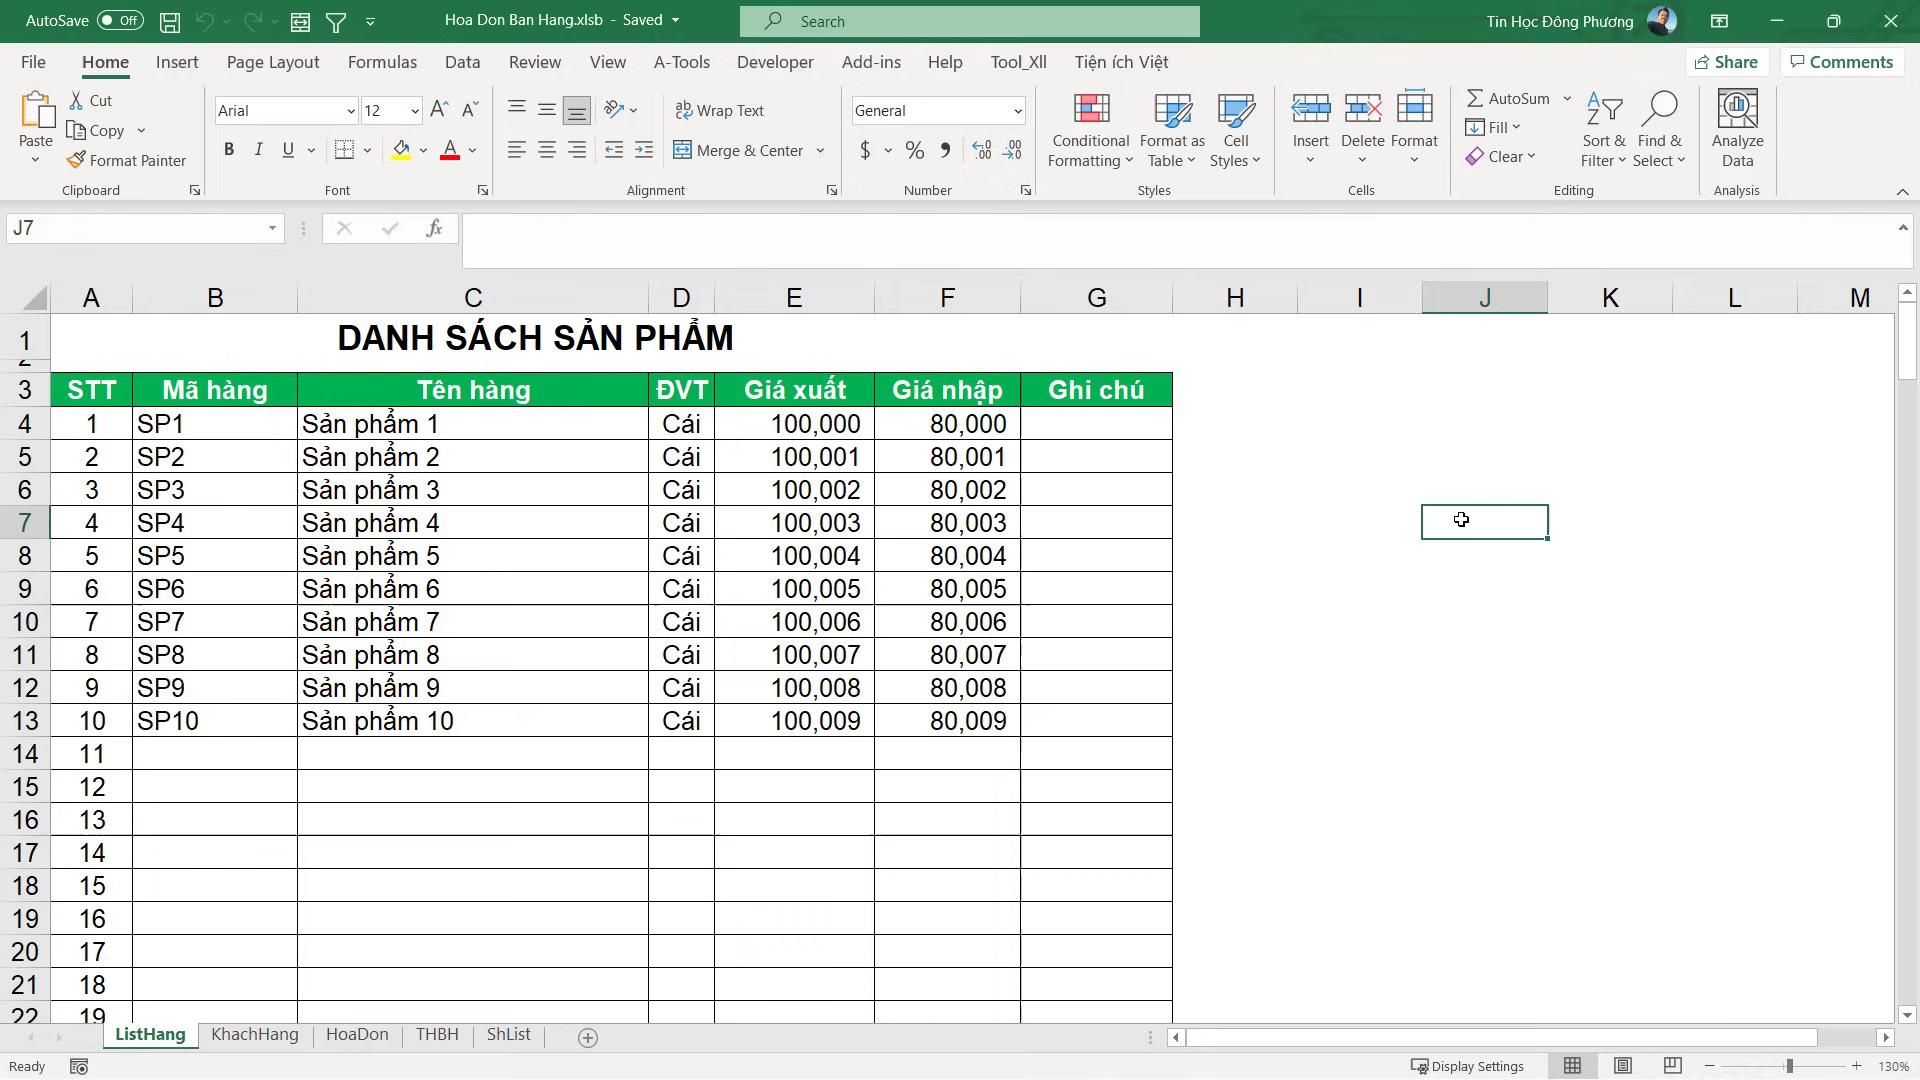 AutoSave Off Hoa Don Ban Hang.xlsb - Saved Search Tin Học Đông Phương
File Home Insert Page Layout Formulas Data Review View A-Tools Developer Add-ins Help Tool_Xll Tiện ích Việt Share Comments
Paste
Cut
Copy
Format Painter
Clipboard
Arial 12
B I U
Font
Wrap Text
Merge & Center
Alignment
General
$ % ,
Number
Conditional Formatting
Format as Table
Cell Styles
Styles
Insert Delete Format
Cells
AutoSum
Fill
Clear
Sort & Filter
Find & Select
Editing
Analyze Data
Analysis
J7 fx
A B C D E F G H I J K L M
1 DANH SÁCH SẢN PHẨM
2
3 STT Mã hàng Tên hàng ĐVT Giá xuất Giá nhập Ghi chú
4 1 SP1 Sản phẩm 1 Cái 100,000 80,000
5 2 SP2 Sản phẩm 2 Cái 100,001 80,001
6 3 SP3 Sản phẩm 3 Cái 100,002 80,002
7 4 SP4 Sản phẩm 4 Cái 100,003 80,003
8 5 SP5 Sản phẩm 5 Cái 100,004 80,004
9 6 SP6 Sản phẩm 6 Cái 100,005 80,005
10 7 SP7 Sản phẩm 7 Cái 100,006 80,006
11 8 SP8 Sản phẩm 8 Cái 100,007 80,007
12 9 SP9 Sản phẩm 9 Cái 100,008 80,008
13 10 SP10 Sản phẩm 10 Cái 100,009 80,009
14 11
15 12
16 13
17 14
18 15
19 16
20 17
21 18
22 19
ListHang KhachHang HoaDon THBH ShList
Ready Display Settings 130%